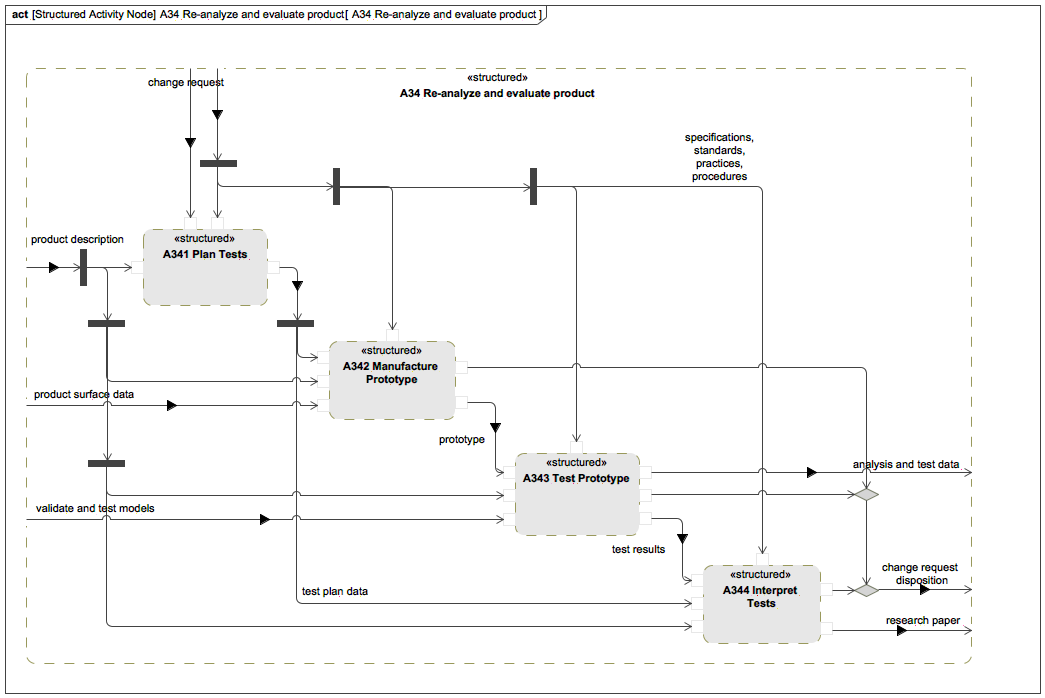 act [Structured Activity Node] A34 Re-analyze and evaluate product[ A34 Re-analyze and evaluate product ]
change request
«structured»
A34 Re-analyze and evaluate product
specifications,
standards,
practices,
procedures
product description
«structured»
A341 Plan Tests
«structured»
A342 Manufacture
Prototype
product surface data
prototype
«structured»
A343 Test Prototype
analysis and test data
validate and test models
test results
«structured»
A344 Interpret
Tests
change request
disposition
test plan data
research paper